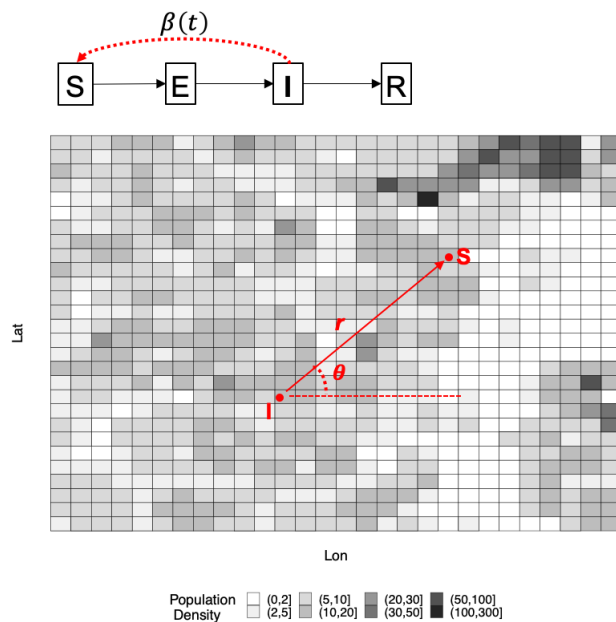 β(t)
S E I R
S
r
θ
I
Lat
Lon
Population Density
(0,2] (5,10] (20,30] (50,100]
(2,5] (10,20] (30,50] (100,300]